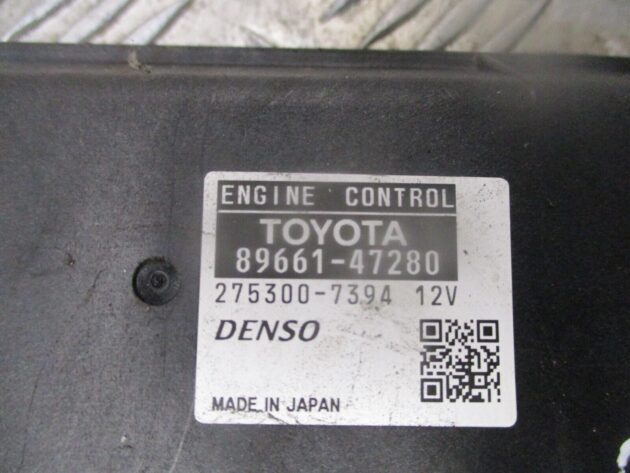 ENGINE CONTROL
TOYOTA
89661-47280
275300-7394 12V
DENSO
MADE IN JAPAN